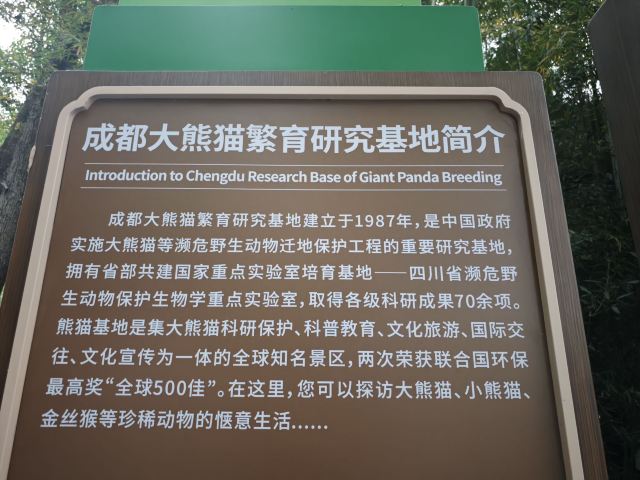 成都大熊猫繁育研究基地简介
Introduction to Chengdu Research Base of Giant Panda Breeding
成都大熊猫繁育研究基地建立于1987年，是中国政府
实施大熊猫等濒危野生动物迁地保护工程的重要研究基地，
拥有省部共建国家重点实验室培育基地——四川省濒危野
生动物保护生物学重点实验室，取得各级科研成果70余项。
熊猫基地是集大熊猫科研保护、科普教育、文化旅游、国际交
往、文化宣传为一体的全球知名景区，两次荣获联合国环保
最高奖“全球500佳”。在这里，您可以探访大熊猫、小熊猫、
金丝猴等珍稀动物的惬意生活......